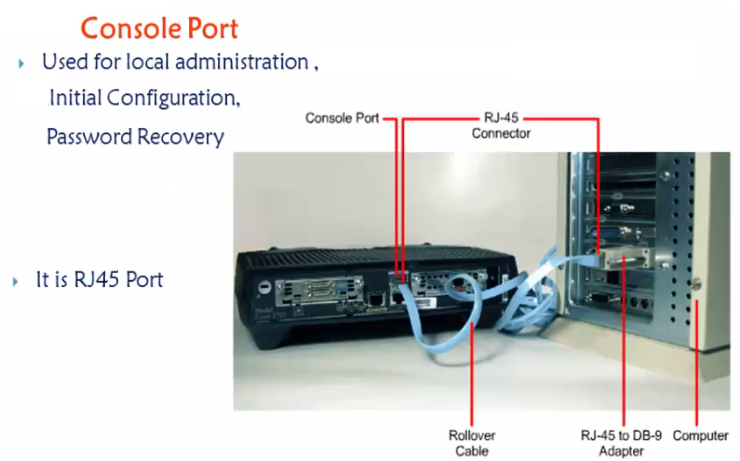 Console Port
Used for local administration ,
Initial Configuration,
Password Recovery
Console Port
RJ-45
Connector
It is RJ45 Port
Rollover
Cable
RJ-45 to DB-9
Adapter
Computer